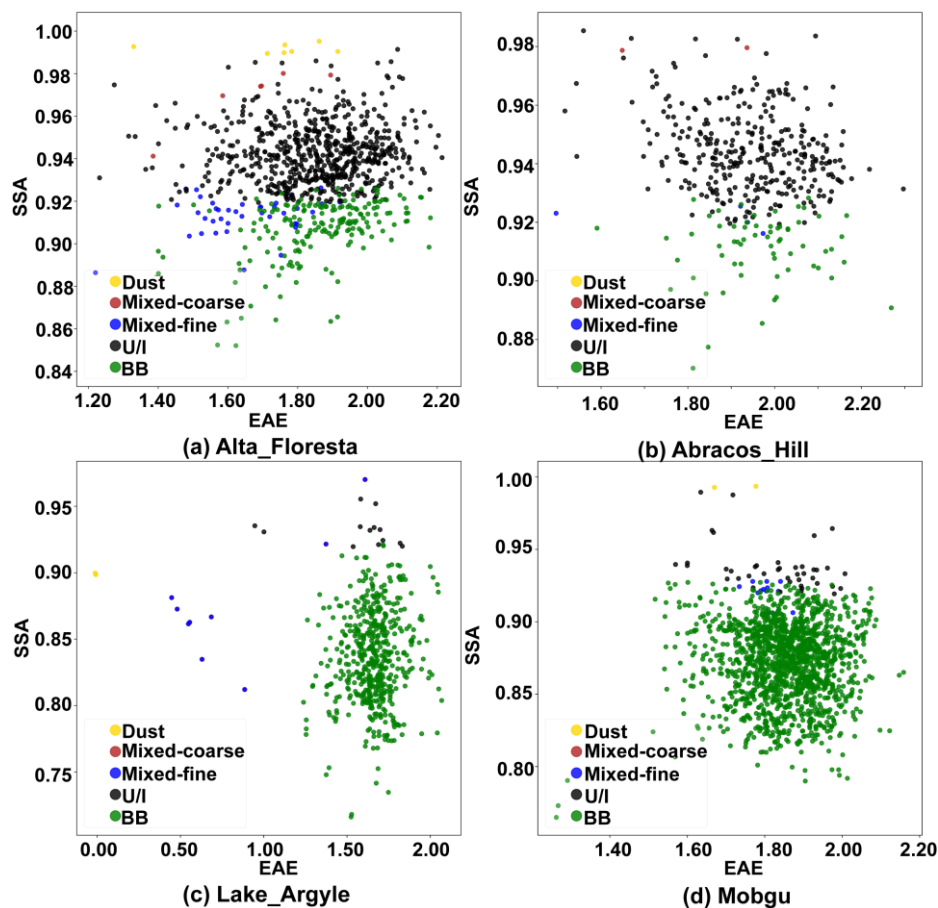 1.00
0.98
0.96
0.94
0.92
0.90
0.88
0.86
0.84
SSA
Dust
Mixed-coarse
Mixed-fine
U/I
BB
1.20 1.40 1.60 1.80 2.00 2.20
EAE
(a) Alta_Floresta
0.98
0.96
0.94
0.92
0.90
0.88
SSA
Dust
Mixed-coarse
Mixed-fine
U/I
BB
1.60 1.80 2.00 2.20
EAE
(b) Abracos_Hill
0.95
0.90
0.85
0.80
0.75
SSA
Dust
Mixed-coarse
Mixed-fine
U/I
BB
0.00 0.50 1.00 1.50 2.00
EAE
(c) Lake_Argyle
1.00
0.95
0.90
0.85
0.80
SSA
Dust
Mixed-coarse
Mixed-fine
U/I
BB
1.40 1.60 1.80 2.00 2.20
EAE
(d) Mobgu